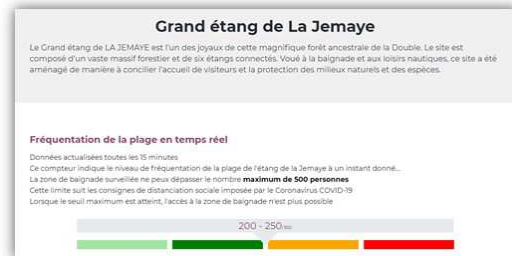 Grand étang de La Jemaye
Le Grand étang de LA JEMAYE est l'un des joyaux de cette magnifique forêt ancestrale de la Double. Le site est
composé d'un vaste massif forestier et de six étangs connectés. Voué à la baignade et aux loisirs nautiques, ce site a été
aménagé de manière à concilier l'accueil de visiteurs et la protection des milieux naturels et des espèces.
Fréquentation de la plage en temps réel
Données actualisées toutes les 15 minutes
Ce compteur indique le niveau de fréquentation de la plage de l'étang de la Jemaye à un instant donné...
La zone de baignade surveillée ne peux dépasser le nombre maximum de 500 personnes
Cette limite suit les consignes de distanciation sociale imposée par le Coronavirus COVID-19
Lorsque le seuil maximum est atteint, l'accès à la zone de baignade n'est plus possible
200 - 250